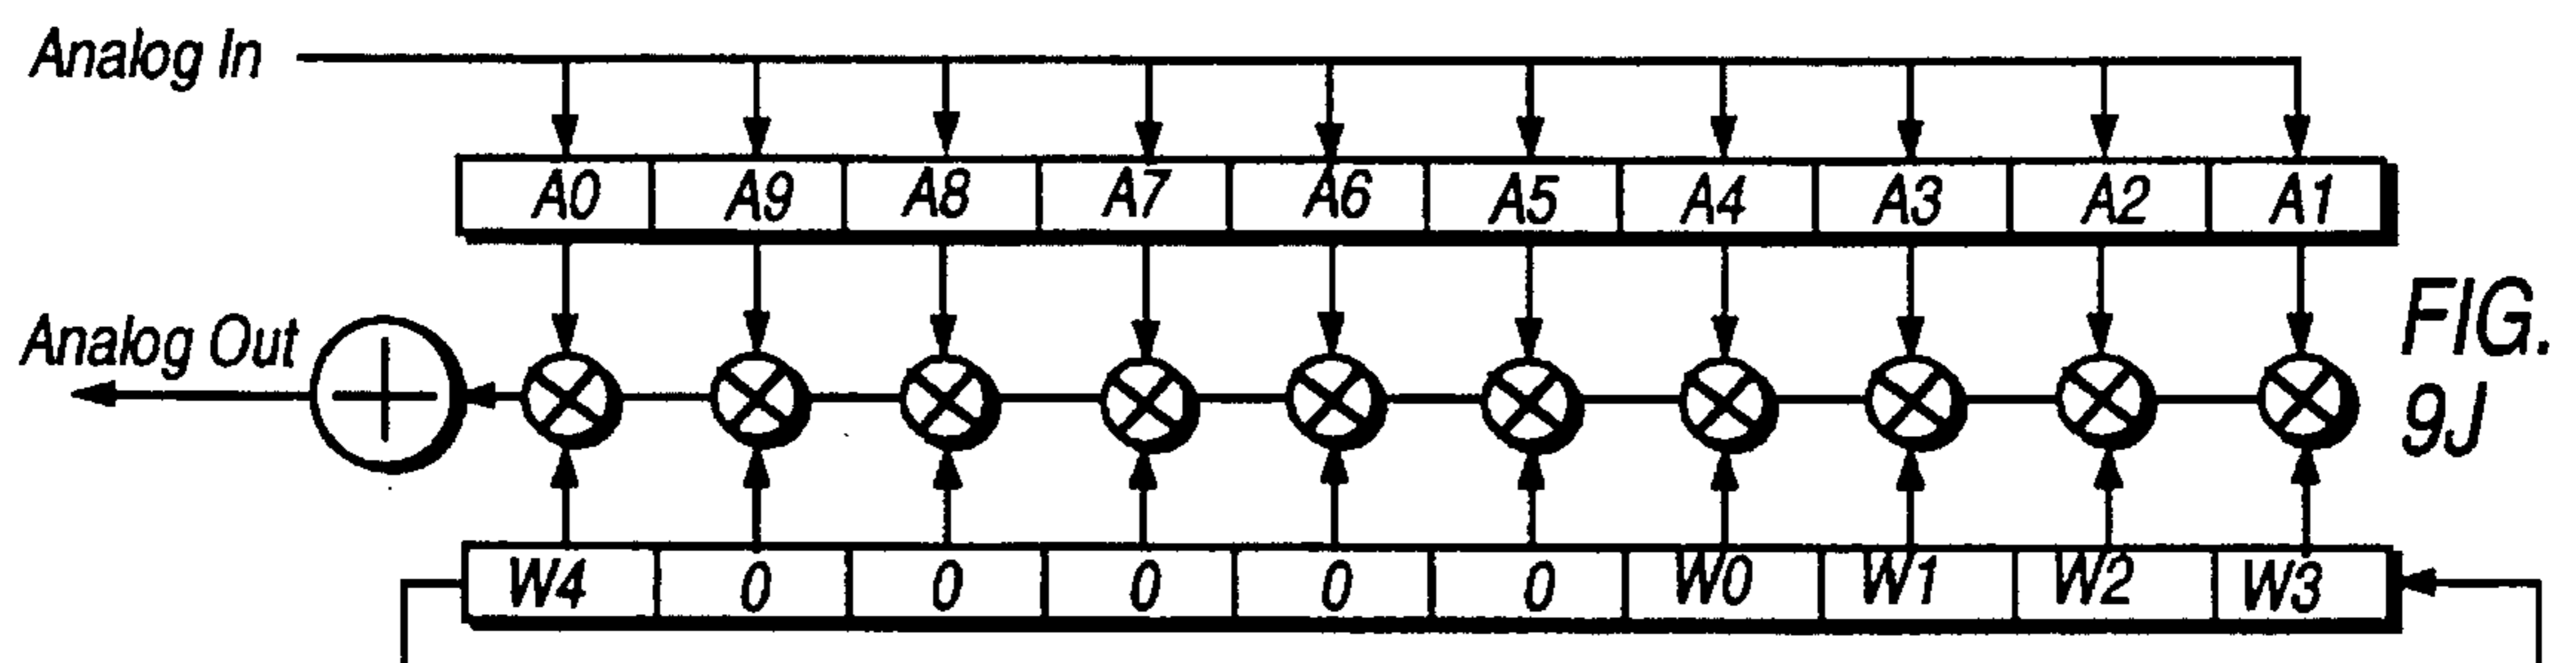 Analog In
A0 A9 A8 A7 A6 A5 A4 A3 A2 A1
Analog Out
FIG.
9J
W4 0 0 0 0 0 W0 W1 W2 W3